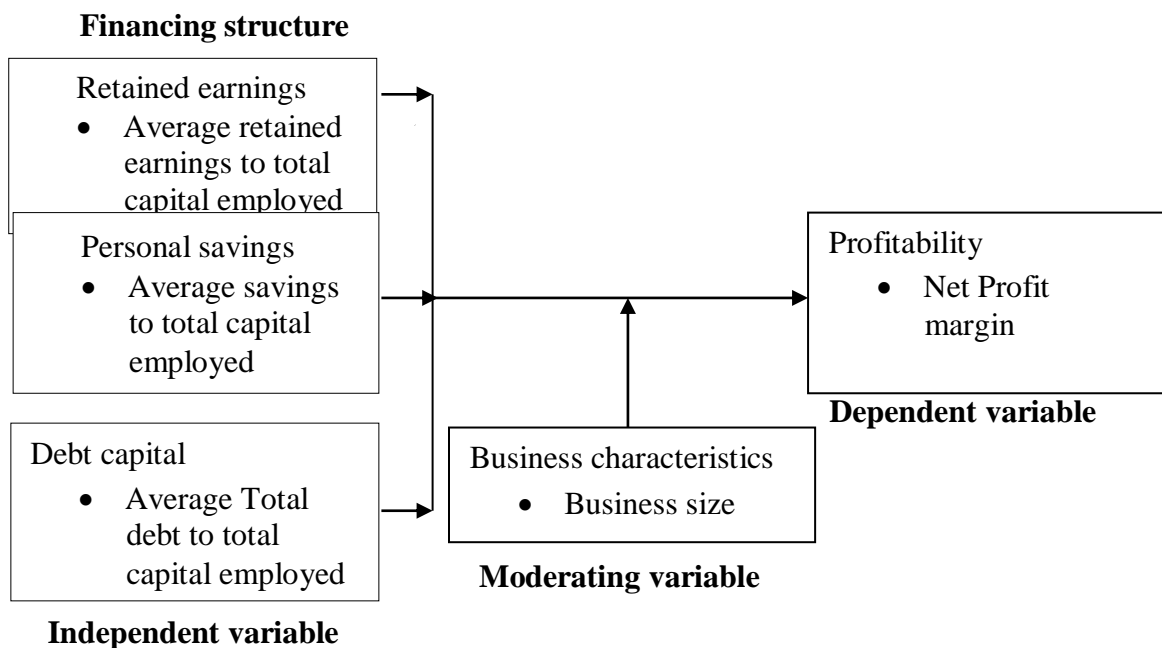 Financing structure
Retained earnings
• Average retained
earnings to total
capital employed
Personal savings
• Average savings
to total capital
employed
Debt capital
• Average Total
debt to total
capital employed
Independent variable
Business characteristics
• Business size
Moderating variable
Profitability
• Net Profit
margin
Dependent variable